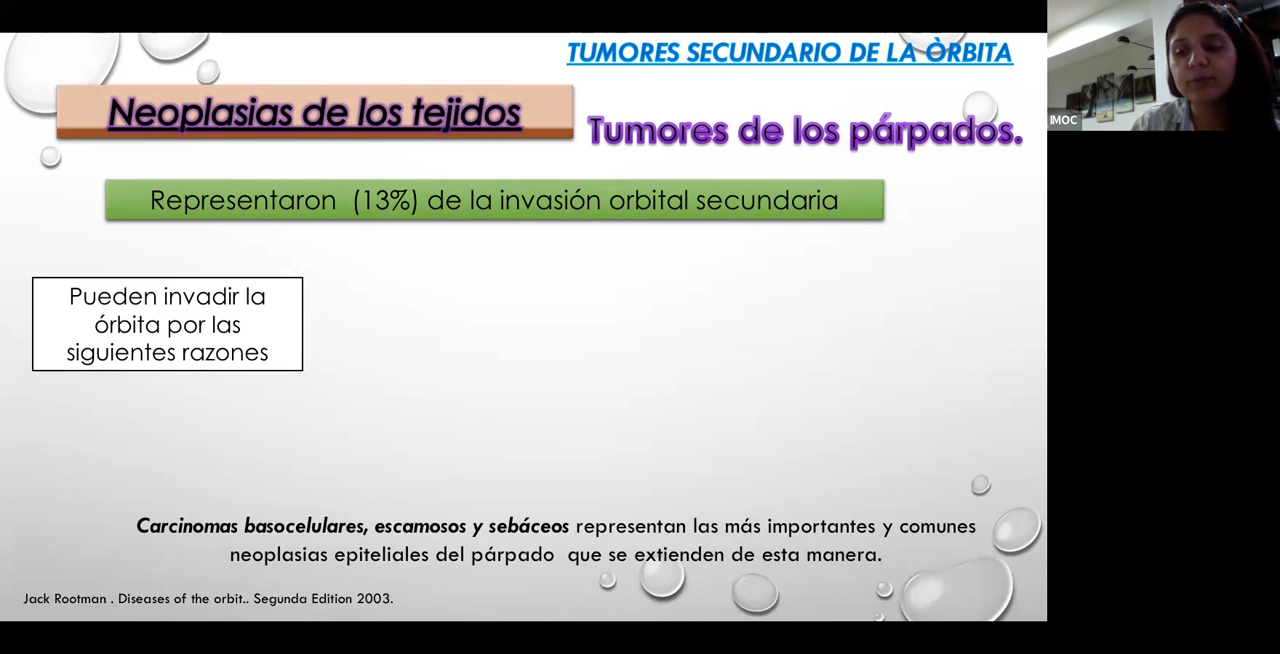 TUMORES SECUNDARIO DE LA ÒRBITA
Neoplasias de los tejidos
Tumores de los párpados.
IMOC
Representaron (13%) de la invasión orbital secundaria
Pueden invadir la
órbita por las
siguientes razones
Carcinomas basocelulares, escamosos y sebáceos representan las más importantes y comunes
neoplasias epiteliales del párpado que se extienden de esta manera.
Jack Rootman . Diseases of the orbit.. Segunda Edition 2003.